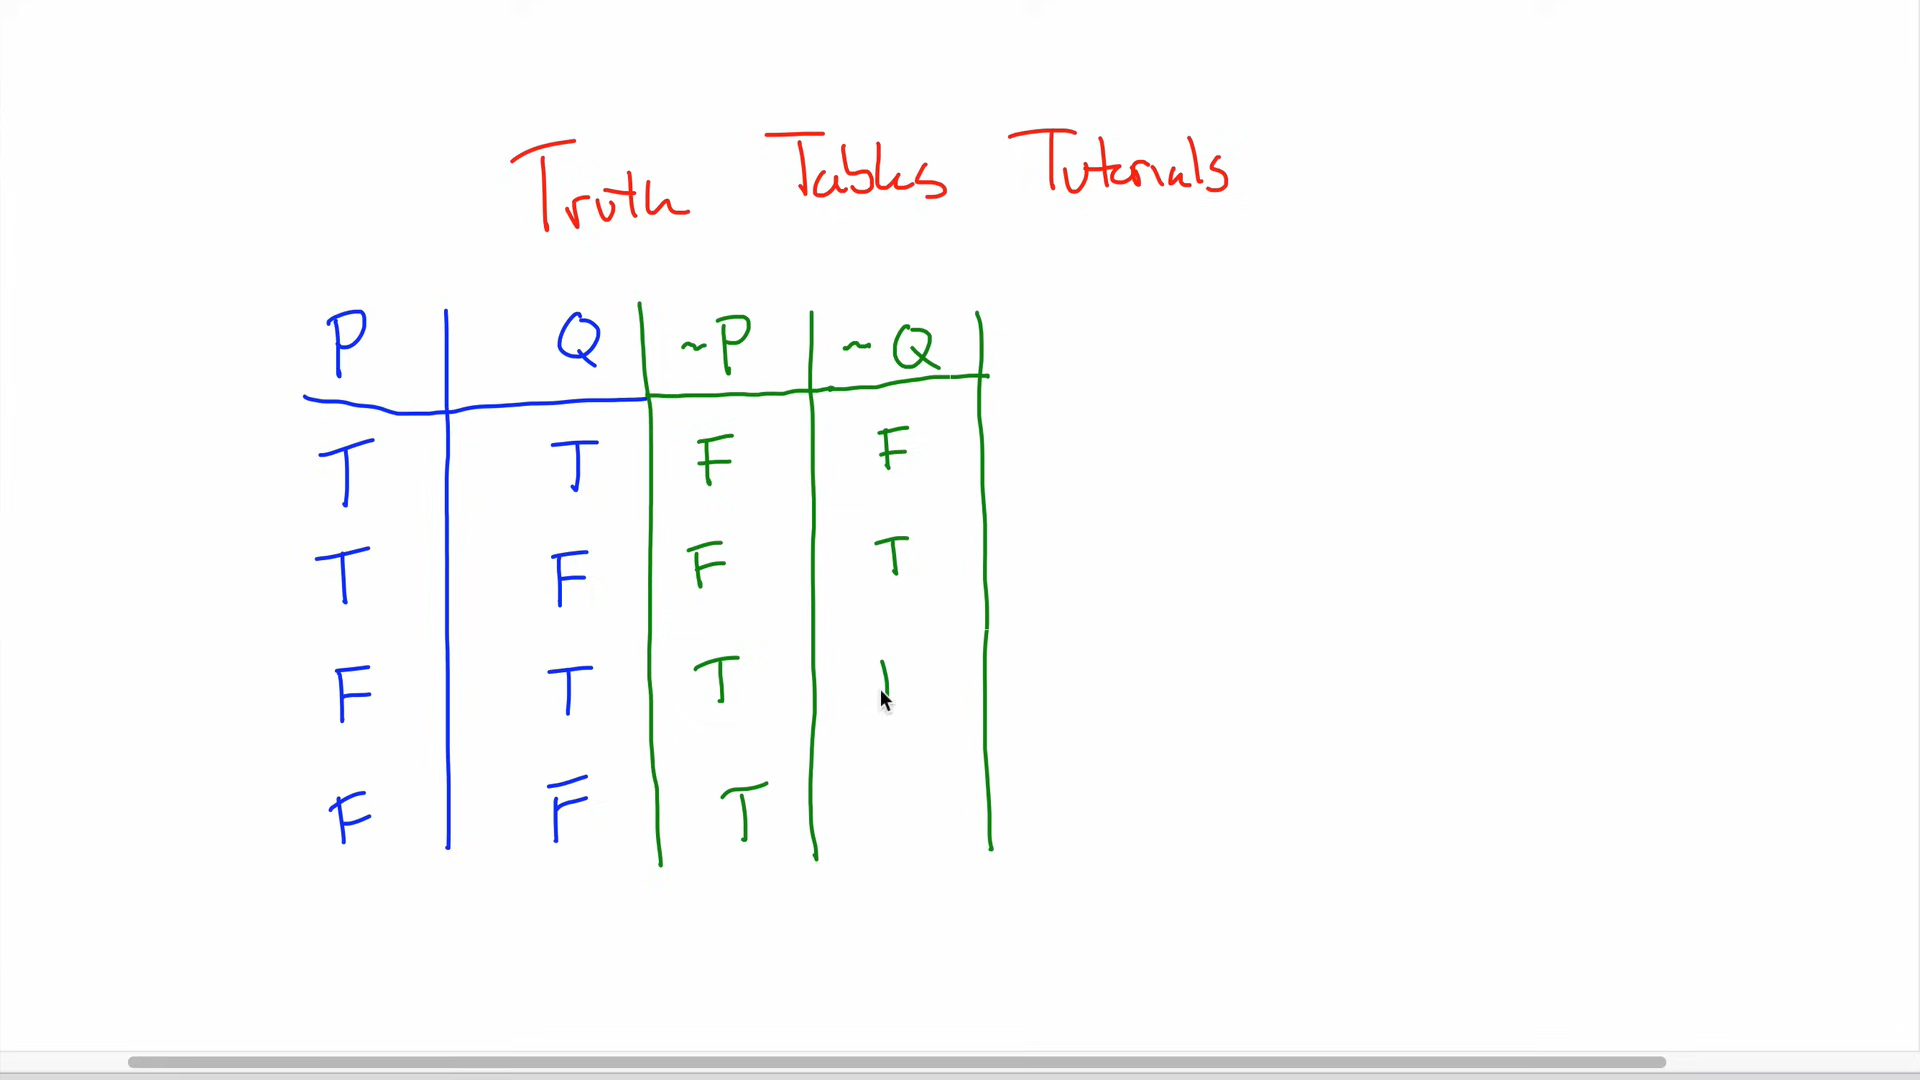 Truth Tables Tutorials
P Q ~P ~Q
T T F F
T F F T
F T T
F F T